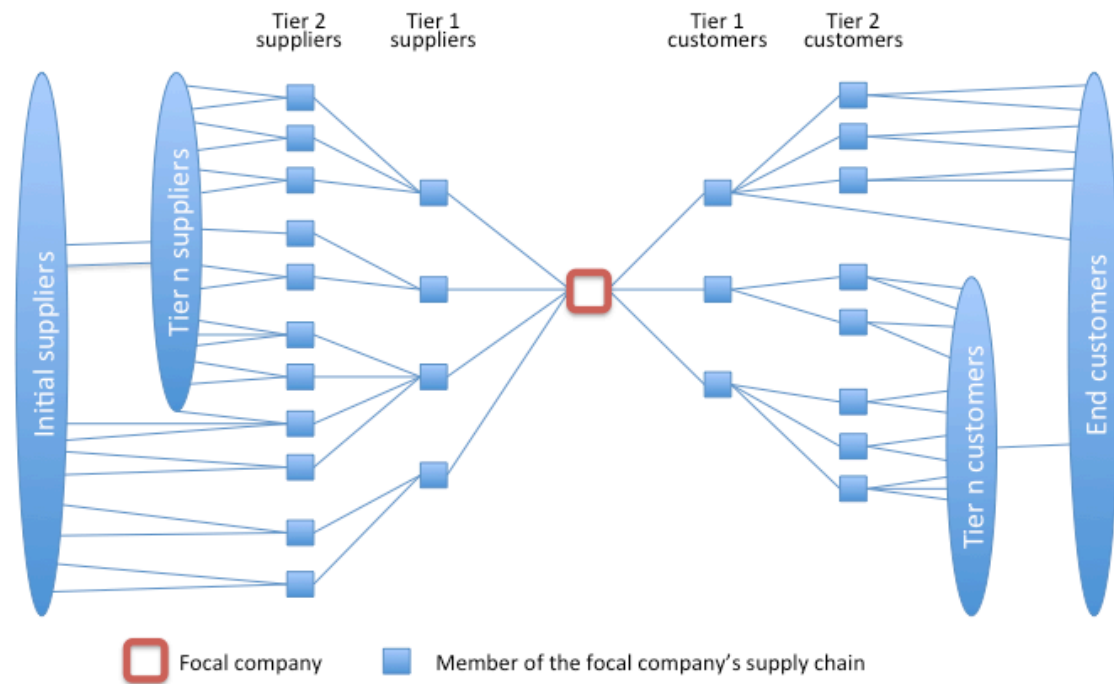 Tier 2
suppliers
Tier 1
suppliers
Tier 1
customers
Tier 2
customers
Initial suppliers
Tier n suppliers
Tier n customers
End customers
Focal company
Member of the focal company's supply chain